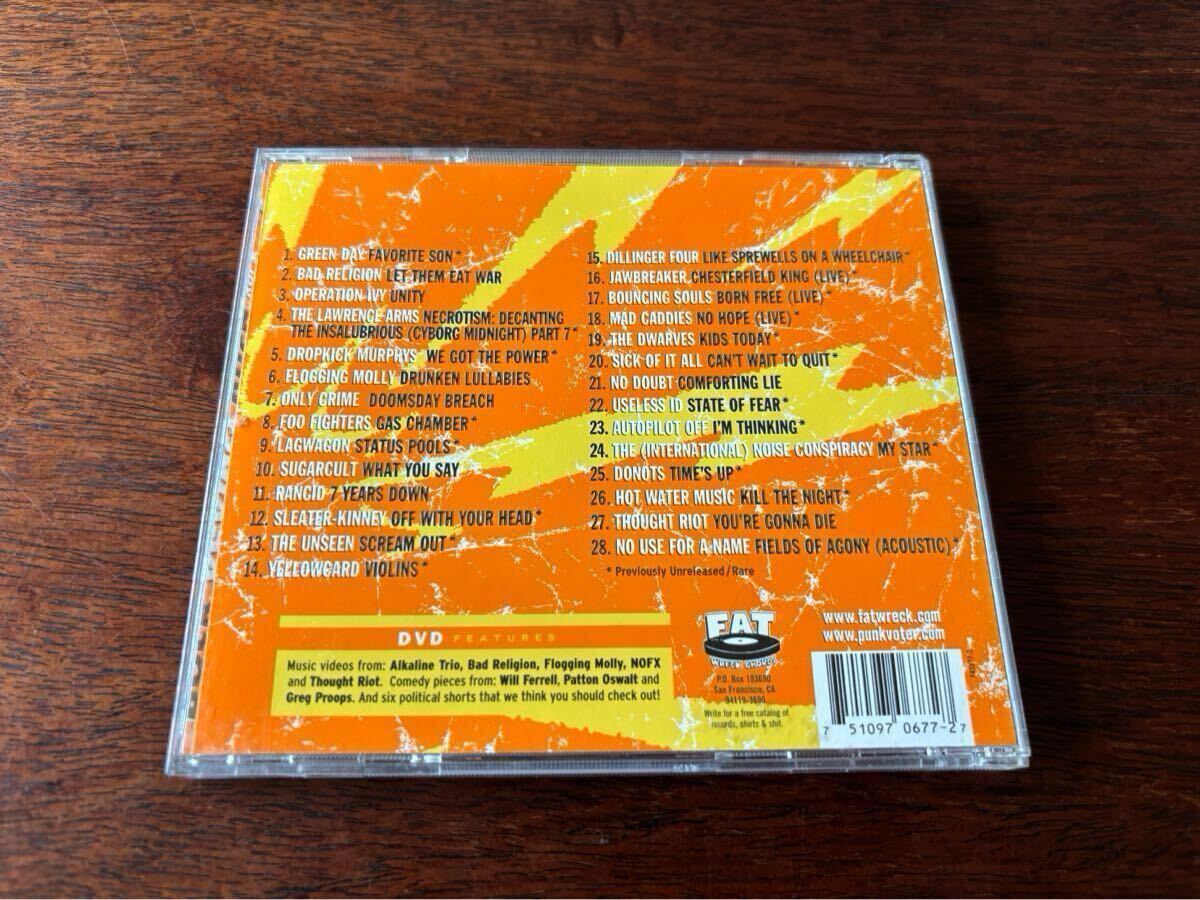 1. GREEN DAY FAVORITE SON*
2. BAD RELIGION LET THEM EAT WAR
3. OPERATION IVY UNITY
4. THE LAWRENCE ARMS NECROTISM: DECANTING
THE INSALUBRIOUS (CYBORG MIDNIGHT) PART 7*
5. DROPKICK MURPHYS WE GOT THE POWER*
6. FLOGGING MOLLY DRUNKEN LULLABIES
7. ONLY CRIME DOOMSDAY BREACH
8. FOO FIGHTERS GAS CHAMBER*
9. LAGWAGON STATUS POOLS*
10. SUGARCULT WHAT YOU SAY
11. RANCID 7 YEARS DOWN
12. SLEATER-KINNEY OFF WITH YOUR HEAD*
13. THE UNSEEN SCREAM OUT*
14. YELLOWCARD VIOLINS*
15. DILLINGER FOUR LIKE SPREWELLS ON A WHEELCHAIR*
16. JAWBREAKER CHESTERFIELD KING (LIVE)*
17. BOUNCING SOULS BORN FREE (LIVE)*
18. MAD CADDIES NO HOPE (LIVE)*
19. THE DWARVES KIDS TODAY*
20. SICK OF IT ALL CAN'T WAIT TO QUIT*
21. NO DOUBT COMFORTING LIE
22. USELESS ID STATE OF FEAR*
23. AUTOPILOT OFF I'M THINKING*
24. THE (INTERNATIONAL) NOISE CONSPIRACY MY STAR*
25. DONOTS TIME'S UP*
26. HOT WATER MUSIC KILL THE NIGHT*
27. THOUGHT RIOT YOU'RE GONNA DIE
28. NO USE FOR A NAME FIELDS OF AGONY (ACOUSTIC)*
* Previously Unreleased/Rare
DVD FEATURES
Music videos from: Alkaline Trio, Bad Religion, Flogging Molly, NOFX
and Thought Riot. Comedy pieces from: Will Ferrell, Patton Oswalt and
Greg Proops. And six political shorts that we think you should check out!
FAT
WRECK CHORDS
P.O. Box 193690
San Francisco, CA
94119-3690
Write for a free catalog of
records, shirts & shit.
www.fatwreck.com
www.punkvoter.com
7 51097 0677-2 7